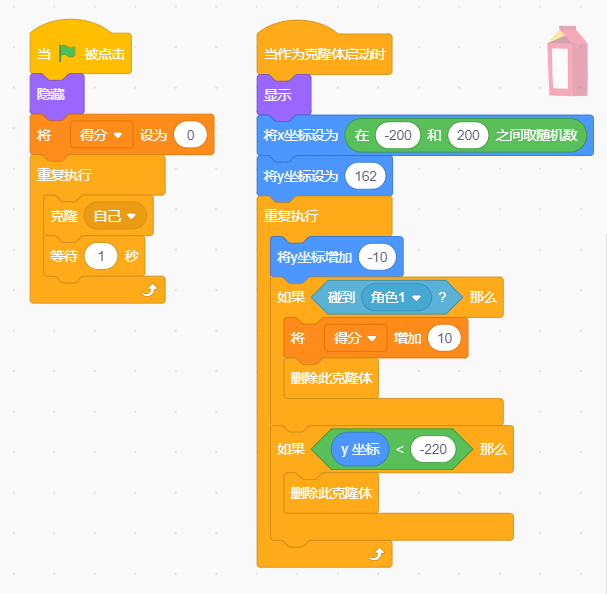 当 被点击
隐藏
将 得分 设为 0
重复执行
克隆 自己
等待 1 秒
当作为克隆体启动时
显示
将x坐标设为 在 -200 和 200 之间取随机数
将y坐标设为 162
重复执行
将y坐标增加 -10
如果 碰到 角色1 ? 那么
将 得分 增加 10
删除此克隆体
如果 y 坐标 < -220 那么
删除此克隆体